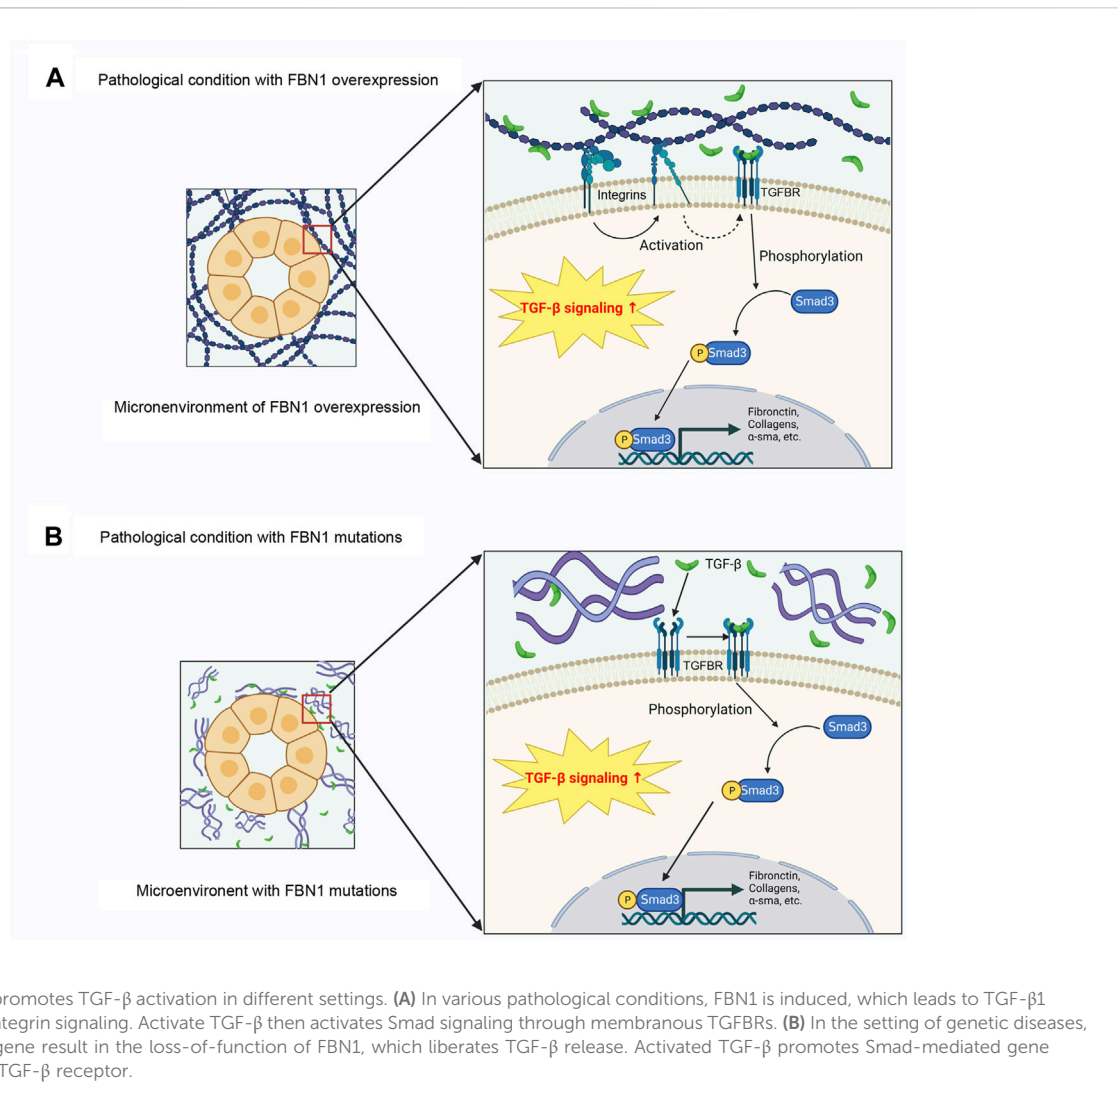 A
Pathological condition with FBN1 overexpression
Integrins
TGFBR
Activation
Phosphorylation
TGF-β signaling ↑
Smad3
P Smad3
Fibronctin,
Collagens,
α-sma, etc.
P Smad3
Micronenvironment of FBN1 overexpression
B
Pathological condition with FBN1 mutations
TGF-β
TGFBR
Phosphorylation
Smad3
TGF-β signaling ↑
P Smad3
Fibronctin,
Collagens,
α-sma, etc.
P Smad3
Microenvironent with FBN1 mutations
promotes TGF-β activation in different settings. (A) In various pathological conditions, FBN1 is induced, which leads to TGF-β1
ntegrin signaling. Activate TGF-β then activates Smad signaling through membranous TGFBRs. (B) In the setting of genetic diseases,
gene result in the loss-of-function of FBN1, which liberates TGF-β release. Activated TGF-β promotes Smad-mediated gene
TGF-β receptor.